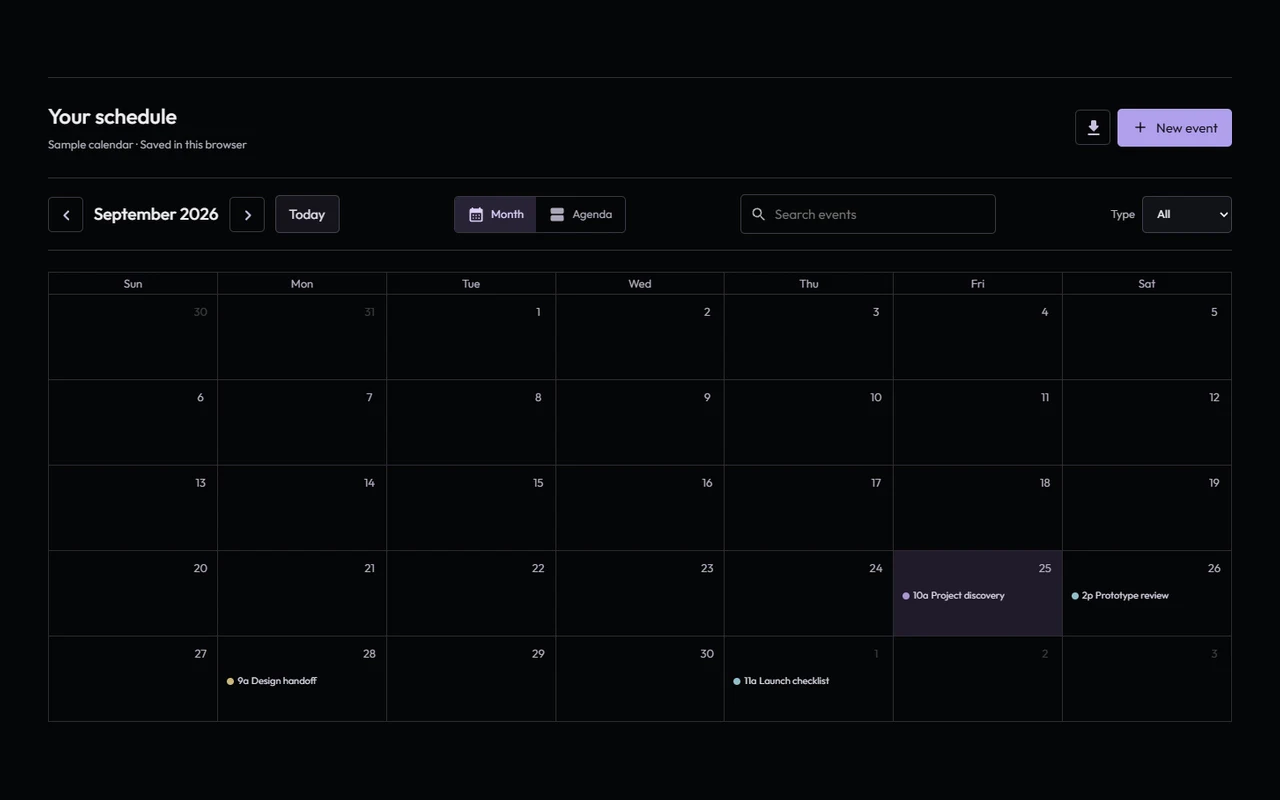 Your schedule
Sample calendar · Saved in this browser
New event
September 2026
Today
Month
Agenda
Search events
Type
All
Sun Mon Tue Wed Thu Fri Sat
30 31 1 2 3 4 5
6 7 8 9 10 11 12
13 14 15 16 17 18 19
20 21 22 23 24 25 26
10a Project discovery
2p Prototype review
27 28 29 30 1 2 3
9a Design handoff
11a Launch checklist